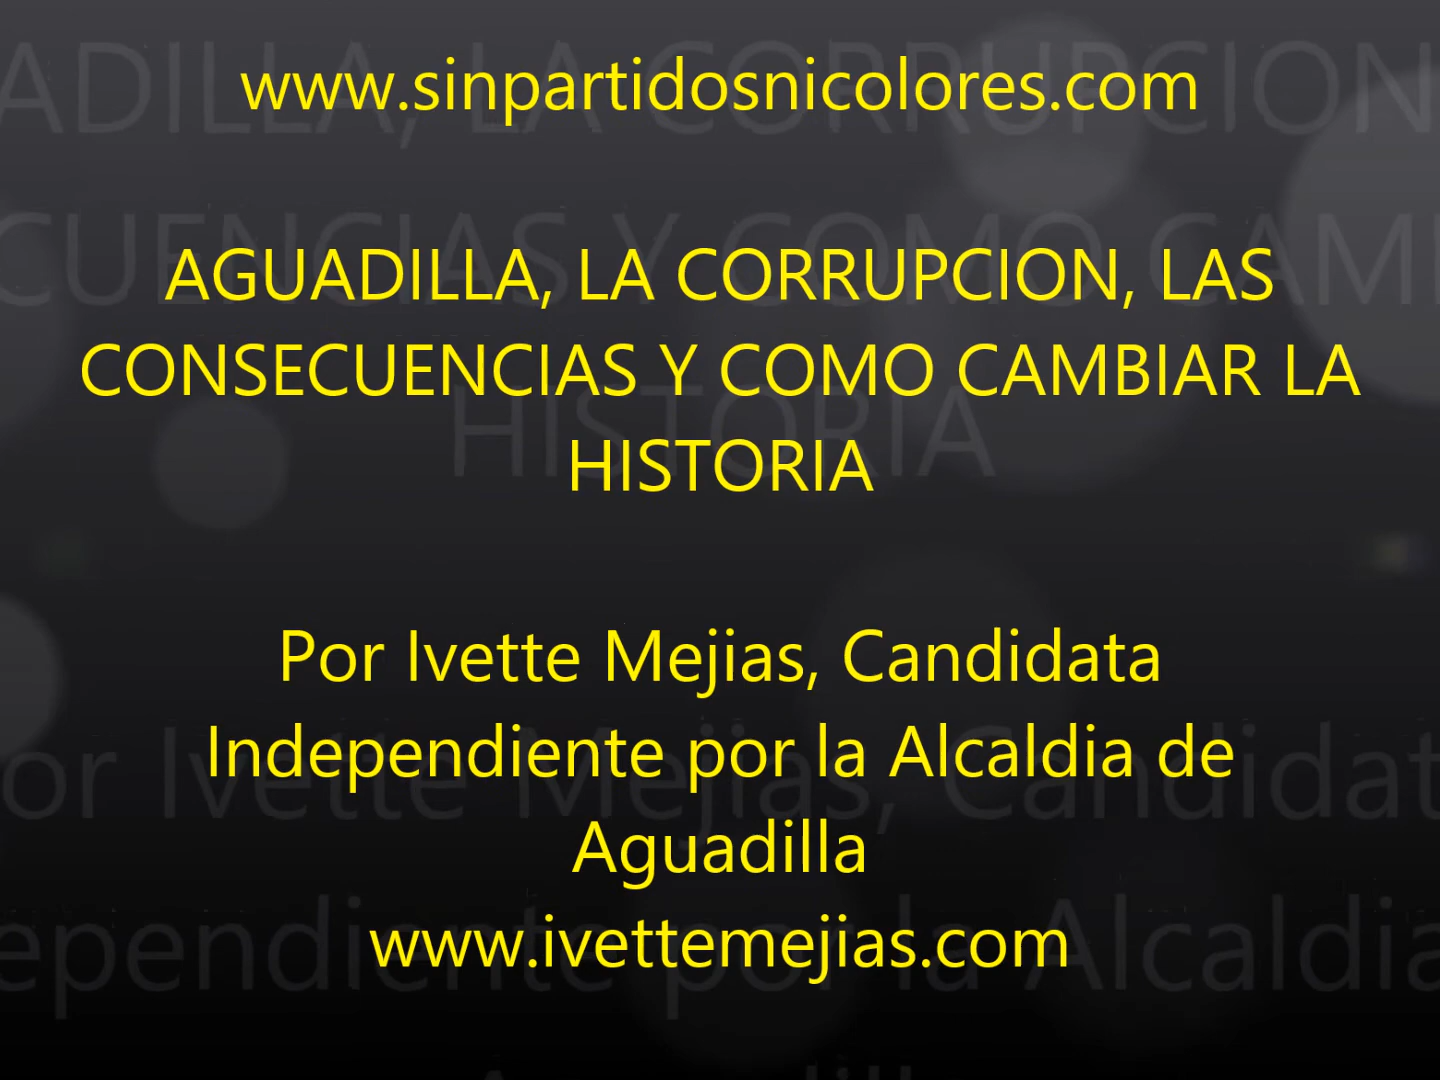 www.sinpartidosnicolores.com
AGUADILLA, LA CORRUPCION, LAS
CONSECUENCIAS Y COMO CAMBIAR LA
HISTORIA
Por Ivette Mejias, Candidata
Independiente por la Alcaldia de
Aguadilla
www.ivettemejias.com